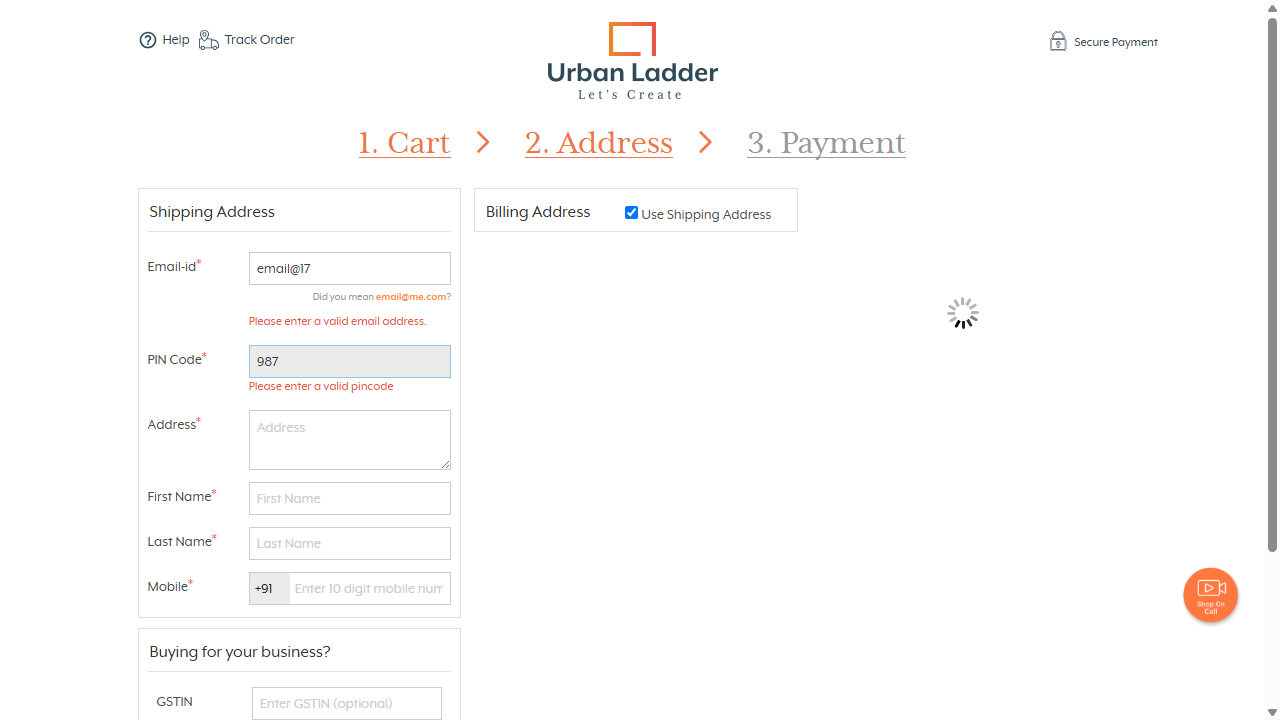 Help Track Order
Urban Ladder
Let's Create
Secure Payment
1. Cart 2. Address 3. Payment
Shipping Address
Billing Address
Use Shipping Address
Email-id*
email@17
Did you mean email@me.com?
Please enter a valid email address.
PIN Code*
987
Please enter a valid pincode
Address*
Address
First Name*
First Name
Last Name*
Last Name
Mobile*
+91
Enter 10 digit mobile num
Shop On
Call
Buying for your business?
GSTIN
Enter GSTIN (optional)